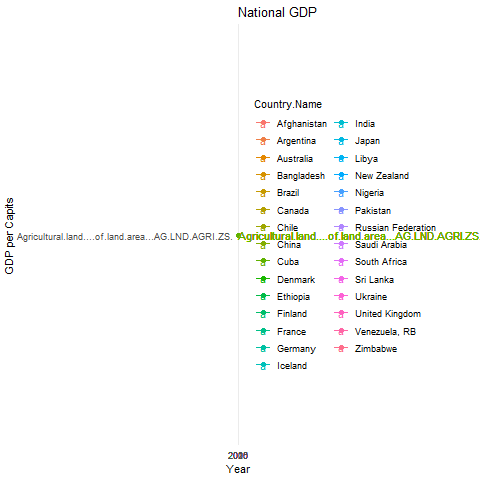 National GDP
Country.Name
Afghanistan
Argentina
Australia
Bangladesh
Brazil
Canada
Chile
China
Cuba
Denmark
Ethiopia
Finland
France
Germany
Iceland
India
Japan
Libya
New Zealand
Nigeria
Pakistan
Russian Federation
Saudi Arabia
South Africa
Sri Lanka
Ukraine
United Kingdom
Venezuela, RB
Zimbabwe
GDP per Capits
Agricultural.land....of.land.area...AG.LND.AGRI.ZS.
Agricultural.land....of.land.area...AG.LND.AGRI.ZS
Year